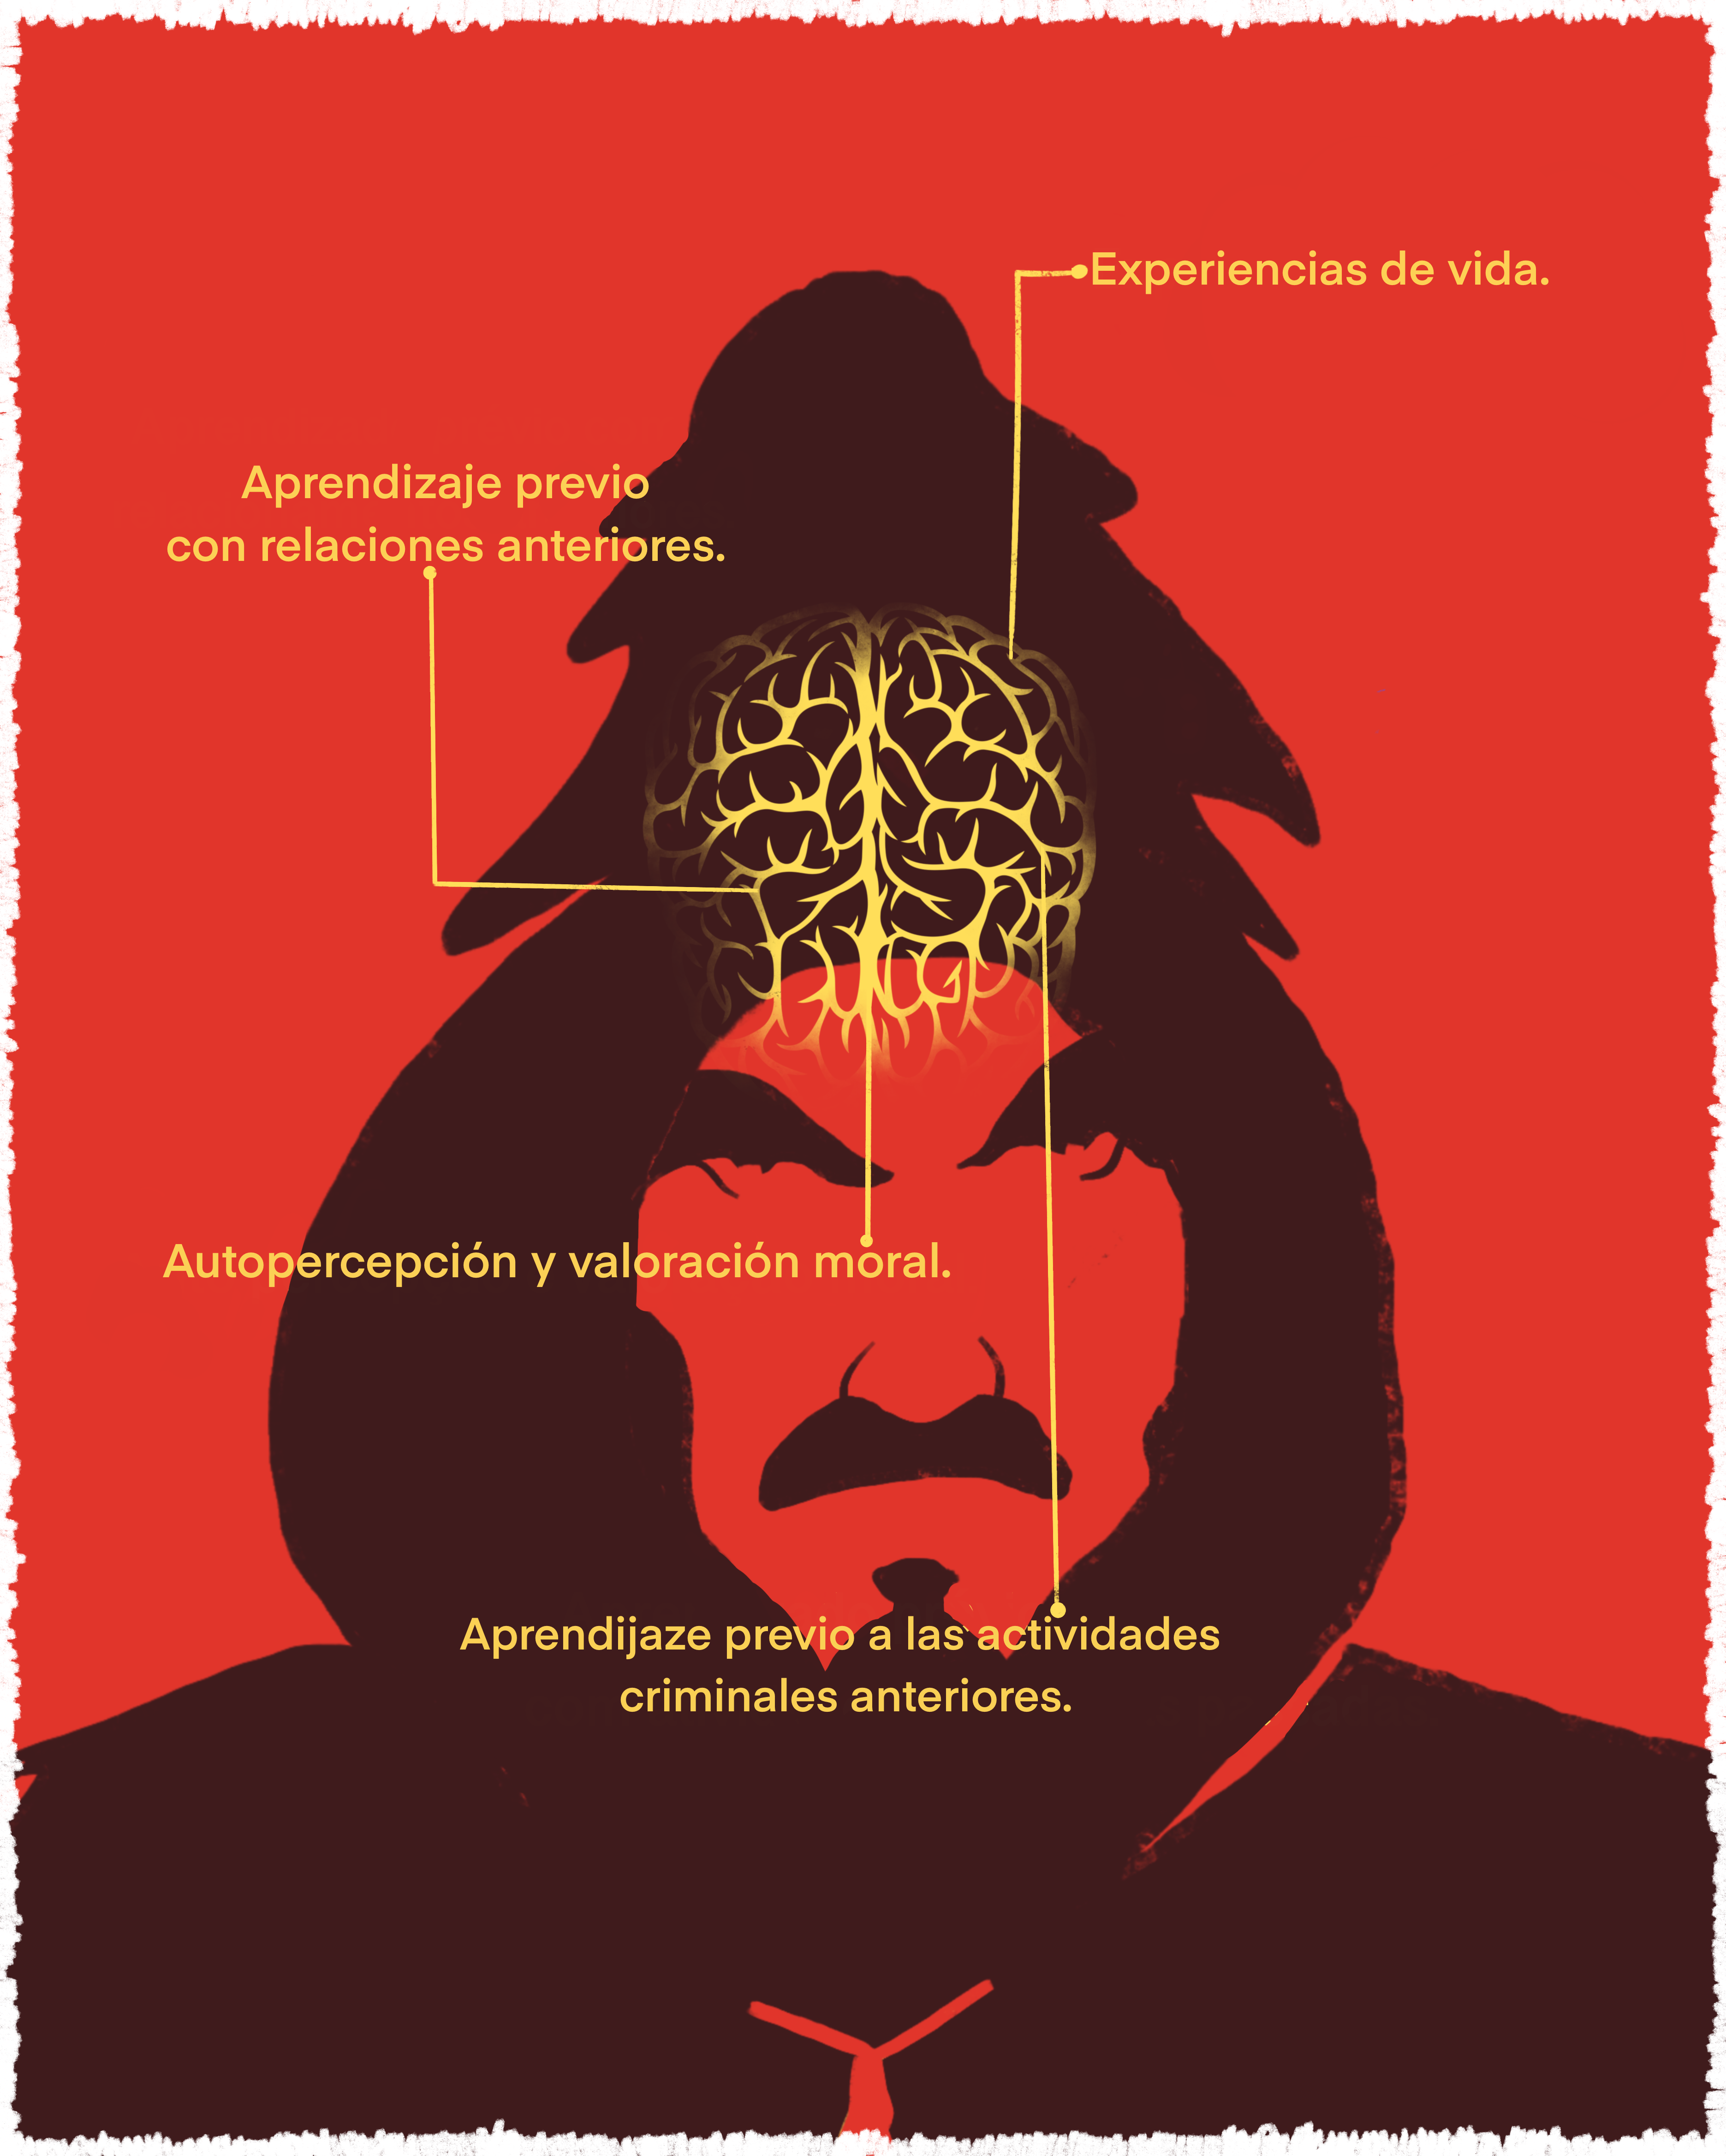 Experiencias de vida.
Aprendizaje previo
con relaciones anteriores.
Autopercepción y valoración moral.
Aprendijaze previo a las actividades
criminales anteriores.